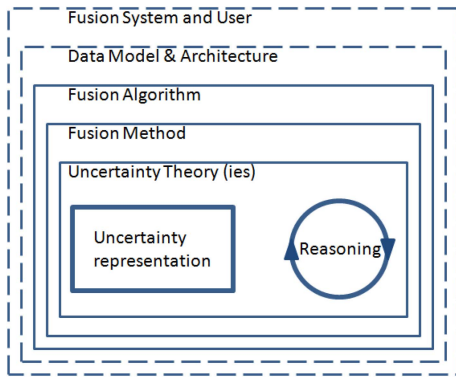 Fusion System and User
Data Model & Architecture
Fusion Algorithm
Fusion Method
Uncertainty Theory (ies)
Uncertainty
representation
Reasoning